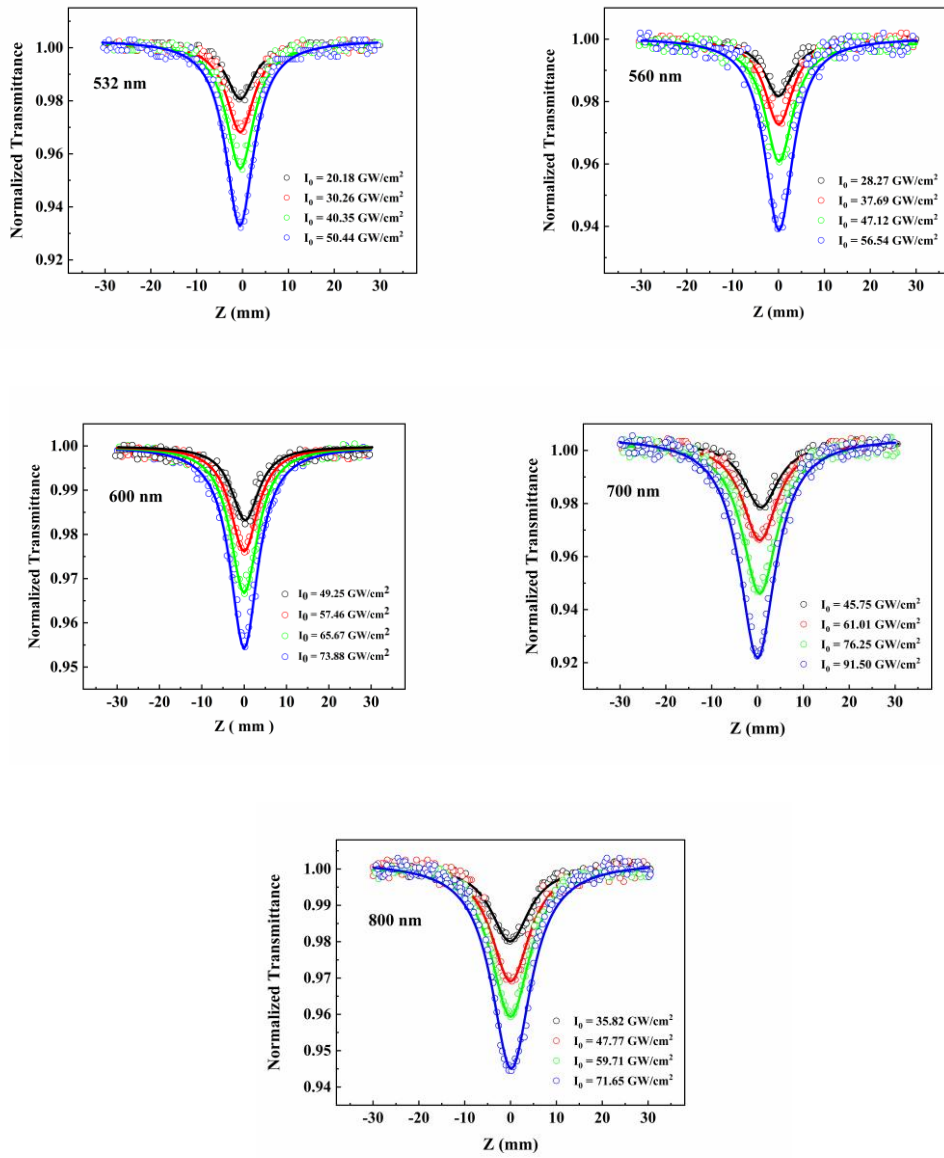 1.00
0.98
0.96
0.94
0.92
Normalized Transmittance
532 nm
I0 = 20.18 GW/cm2
I0 = 30.26 GW/cm2
I0 = 40.35 GW/cm2
I0 = 50.44 GW/cm2
-30 -20 -10 0 10 20 30
Z (mm)
1.00
0.98
0.96
0.94
Normalized Transmittance
560 nm
I0 = 28.27 GW/cm2
I0 = 37.69 GW/cm2
I0 = 47.12 GW/cm2
I0 = 56.54 GW/cm2
-30 -20 -10 0 10 20 30
Z (mm)
1.00
0.99
0.98
0.97
0.96
0.95
Normalized Transmittance
600 nm
I0 = 49.25 GW/cm2
I0 = 57.46 GW/cm2
I0 = 65.67 GW/cm2
I0 = 73.88 GW/cm2
-30 -20 -10 0 10 20 30
Z ( mm )
1.00
0.98
0.96
0.94
0.92
Normalized Transmittance
700 nm
I0 = 45.75 GW/cm2
I0 = 61.01 GW/cm2
I0 = 76.25 GW/cm2
I0 = 91.50 GW/cm2
-30 -20 -10 0 10 20 30
Z (mm)
1.00
0.99
0.98
0.97
0.96
0.95
0.94
Normalized Transmittance
800 nm
I0 = 35.82 GW/cm2
I0 = 47.77 GW/cm2
I0 = 59.71 GW/cm2
I0 = 71.65 GW/cm2
-30 -20 -10 0 10 20 30
Z (mm)